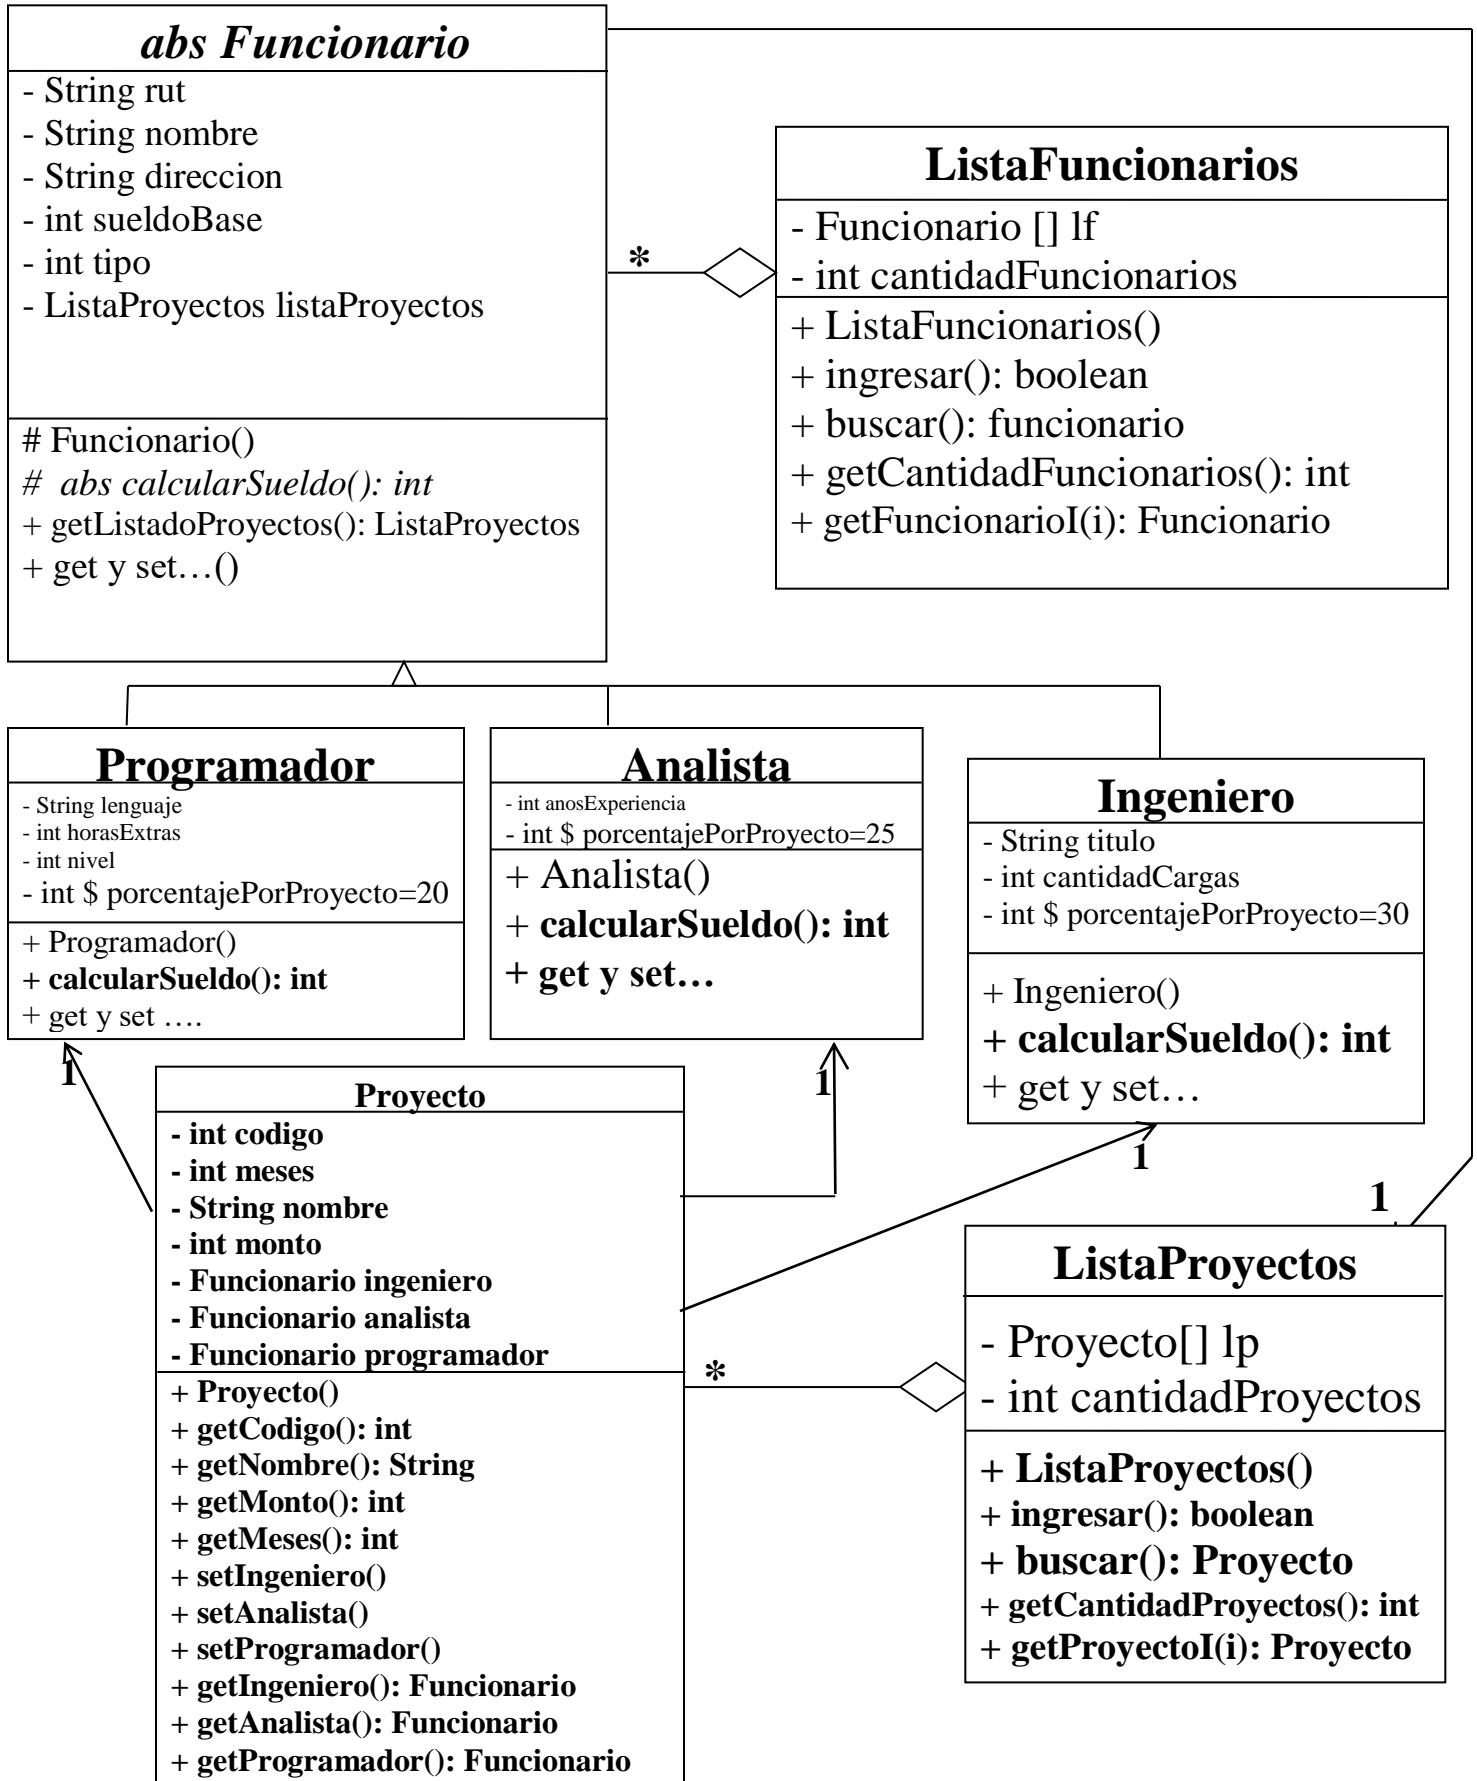 abs Funcionario
- String rut
- String nombre
- String direccion
- int sueldoBase
- int tipo
- ListaProyectos listaProyectos
# Funcionario()
# abs calcularSueldo(): int
+ getListadoProyectos(): ListaProyectos
+ get y set…()
*
ListaFuncionarios
- Funcionario [] lf
- int cantidadFuncionarios
+ ListaFuncionarios()
+ ingresar(): boolean
+ buscar(): funcionario
+ getCantidadFuncionarios(): int
+ getFuncionarioI(i): Funcionario
Programador
- String lenguaje
- int horasExtras
- int nivel
- int $ porcentajePorProyecto=20
+ Programador()
+ calcularSueldo(): int
+ get y set ….
1
Analista
- int anosExperiencia
- int $ porcentajePorProyecto=25
+ Analista()
+ calcularSueldo(): int
+ get y set…
1
Ingeniero
- String titulo
- int cantidadCargas
- int $ porcentajePorProyecto=30
+ Ingeniero()
+ calcularSueldo(): int
+ get y set…
1
1
Proyecto
- int codigo
- int meses
- String nombre
- int monto
- Funcionario ingeniero
- Funcionario analista
- Funcionario programador
+ Proyecto()
+ getCodigo(): int
+ getNombre(): String
+ getMonto(): int
+ getMeses(): int
+ setIngeniero()
+ setAnalista()
+ setProgramador()
+ getIngeniero(): Funcionario
+ getAnalista(): Funcionario
+ getProgramador(): Funcionario
*
ListaProyectos
- Proyecto[] lp
- int cantidadProyectos
+ ListaProyectos()
+ ingresar(): boolean
+ buscar(): Proyecto
+ getCantidadProyectos(): int
+ getProyectoI(i): Proyecto